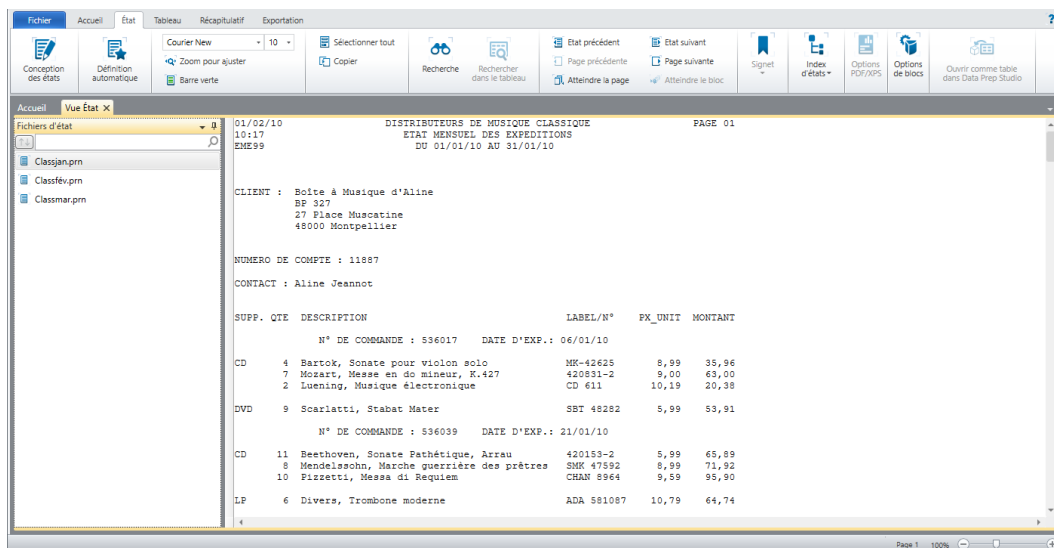 Fichier Accueil État Tableau Récapitulatif Exportation ?
Conception des états
Définition automatique
Courier New 10
Zoom pour ajuster
Barre verte
Sélectionner tout
Copier
Recherche
Rechercher dans le tableau
Etat précédent
Page précédente
Atteindre la page
Etat suivant
Page suivante
Atteindre le bloc
Signet
Index d'états
Options PDF/XPS
Options de blocs
Ouvrir comme table dans Data Prep Studio
Accueil Vue État X
Fichiers d'état
Classjan.prn
Classfév.prn
Classmar.prn
01/02/10 DISTRIBUTEURS DE MUSIQUE CLASSIQUE PAGE 01
10:17 ETAT MENSUEL DES EXPEDITIONS
EME99 DU 01/01/10 AU 31/01/10
CLIENT : Boîte à Musique d'Aline
BP 327
27 Place Muscatine
48000 Montpellier
NUMERO DE COMPTE : 11887
CONTACT : Aline Jeannot
SUPP. QTE DESCRIPTION LABEL/N° PX_UNIT MONTANT
N° DE COMMANDE : 536017 DATE D'EXP.: 06/01/10
CD 4 Bartok, Sonate pour violon solo MK-42625 8,99 35,96
7 Mozart, Messe en do mineur, K.427 420831-2 9,00 63,00
2 Luening, Musique électronique CD 611 10,19 20,38
DVD 9 Scarlatti, Stabat Mater SBT 48282 5,99 53,91
N° DE COMMANDE : 536039 DATE D'EXP.: 21/01/10
CD 11 Beethoven, Sonate Pathétique, Arrau 420153-2 5,99 65,89
8 Mendelssohn, Marche guerrière des prêtres SMK 47592 8,99 71,92
10 Pizzetti, Messa di Requiem CHAN 8964 9,59 95,90
LP 6 Divers, Trombone moderne ADA 581087 10,79 64,74
Page 1 100%